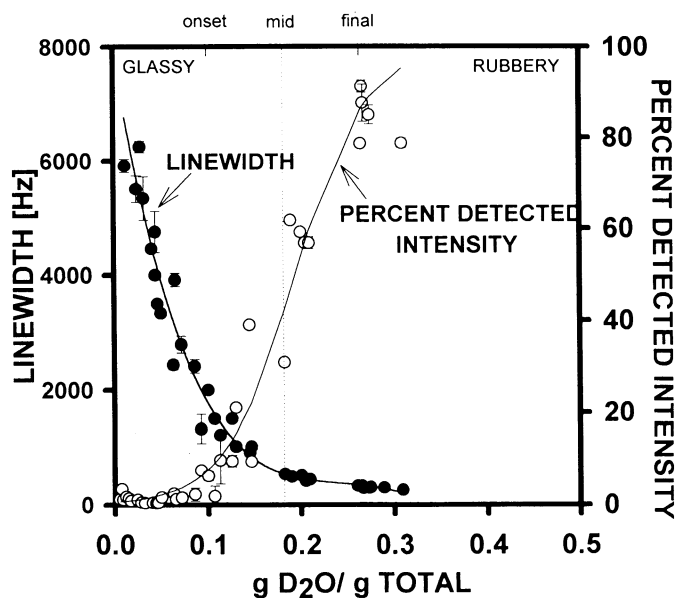 onset mid final
8000
6000
4000
2000
0
LINEWIDTH [Hz]
GLASSY
RUBBERY
LINEWIDTH
PERCENT DETECTED
INTENSITY
100
80
60
40
20
0
PERCENT DETECTED INTENSITY
0.0 0.1 0.2 0.3 0.4 0.5
g D₂O/ g TOTAL